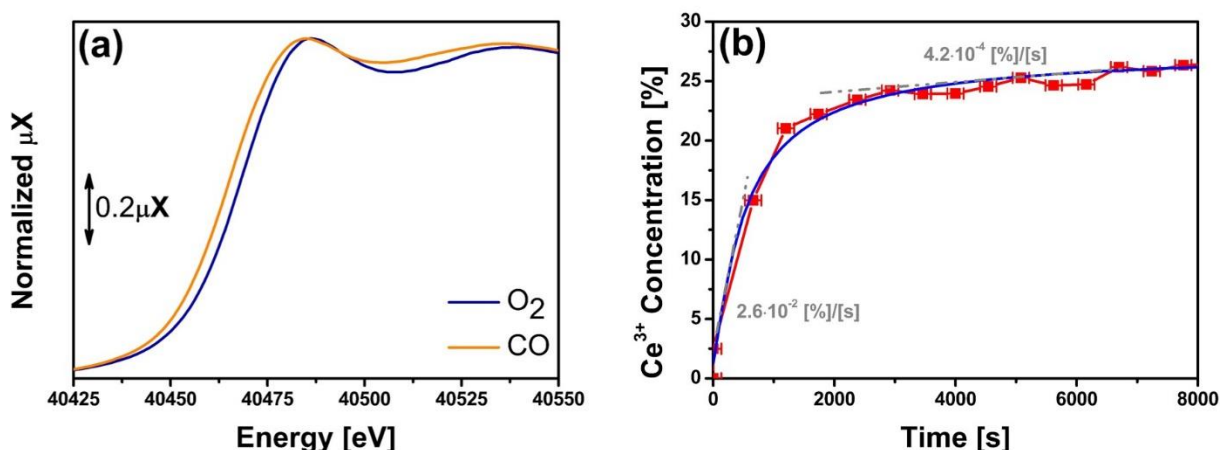 (a)
Normalized μX
0.2μX
O₂
CO
40425 40450 40475 40500 40525 40550
Energy [eV]
(b)
Ce³⁺ Concentration [%]
30
25
20
15
10
5
0
4.2·10⁻⁴ [%]/[s]
2.6·10⁻² [%]/[s]
0 2000 4000 6000 8000
Time [s]